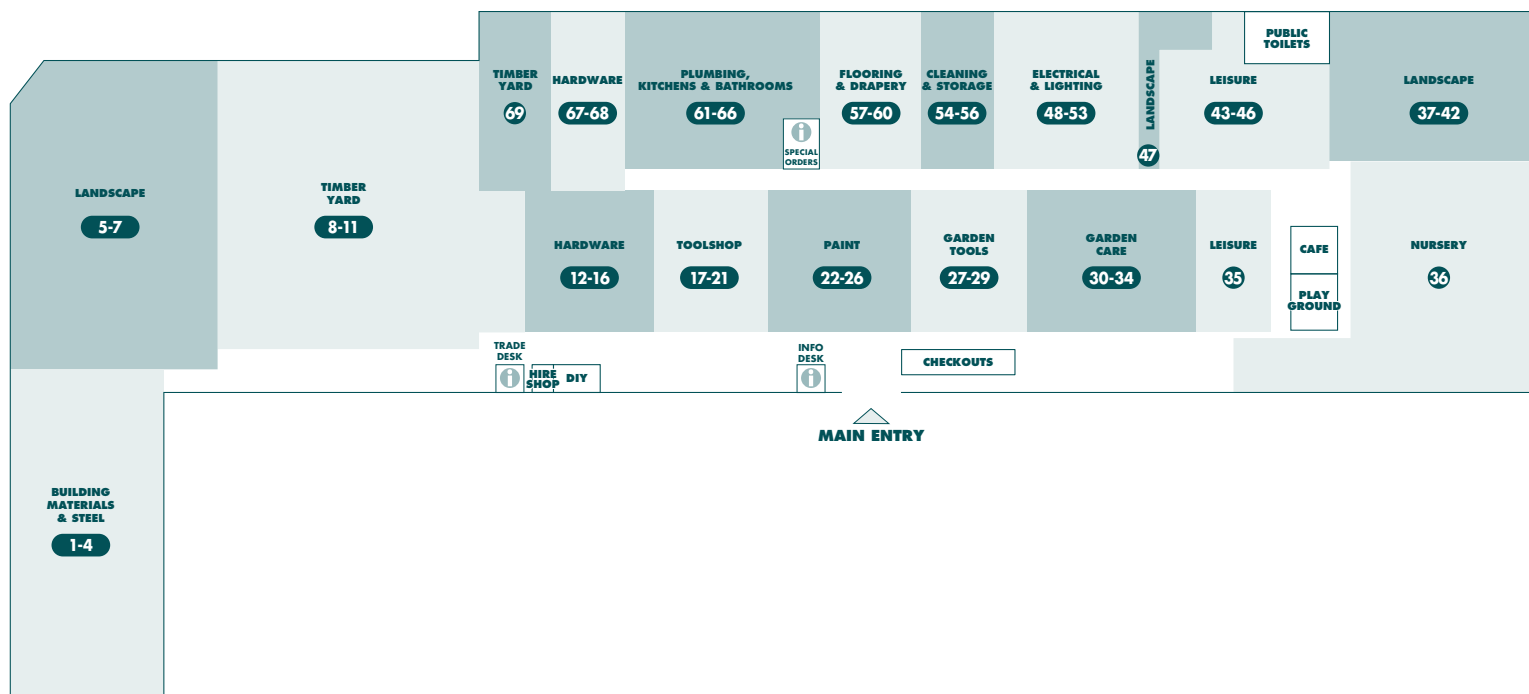 PUBLIC
TOILETS
TIMBER
YARD
69
HARDWARE
67-68
PLUMBING,
KITCHENS & BATHROOMS
61-66
SPECIAL
ORDERS
FLOORING
& DRAPERY
57-60
CLEANING
& STORAGE
54-56
ELECTRICAL
& LIGHTING
48-53
LANDSCAPE
47
LEISURE
43-46
LANDSCAPE
37-42
LANDSCAPE
5-7
TIMBER
YARD
8-11
HARDWARE
12-16
TOOLSHOP
17-21
PAINT
22-26
GARDEN
TOOLS
27-29
GARDEN
CARE
30-34
LEISURE
35
CAFE
PLAY
GROUND
NURSERY
36
TRADE
DESK
HIRE
SHOP
DIY
INFO
DESK
CHECKOUTS
MAIN ENTRY
BUILDING
MATERIALS
& STEEL
1-4